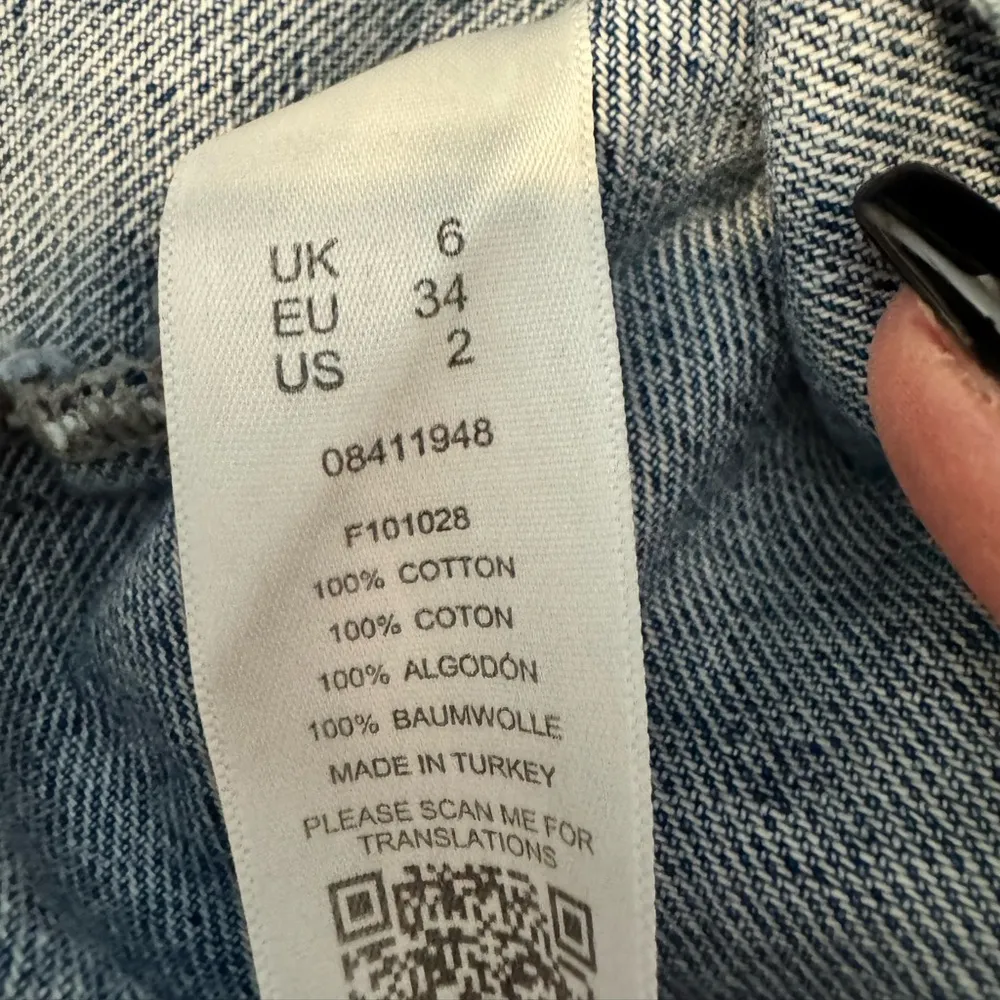 UK 6
EU 34
US 2
08411948
F101028
100% COTTON
100% COTON
100% ALGODÓN
100% BAUMWOLLE
MADE IN TURKEY
PLEASE SCAN ME FOR
TRANSLATIONS